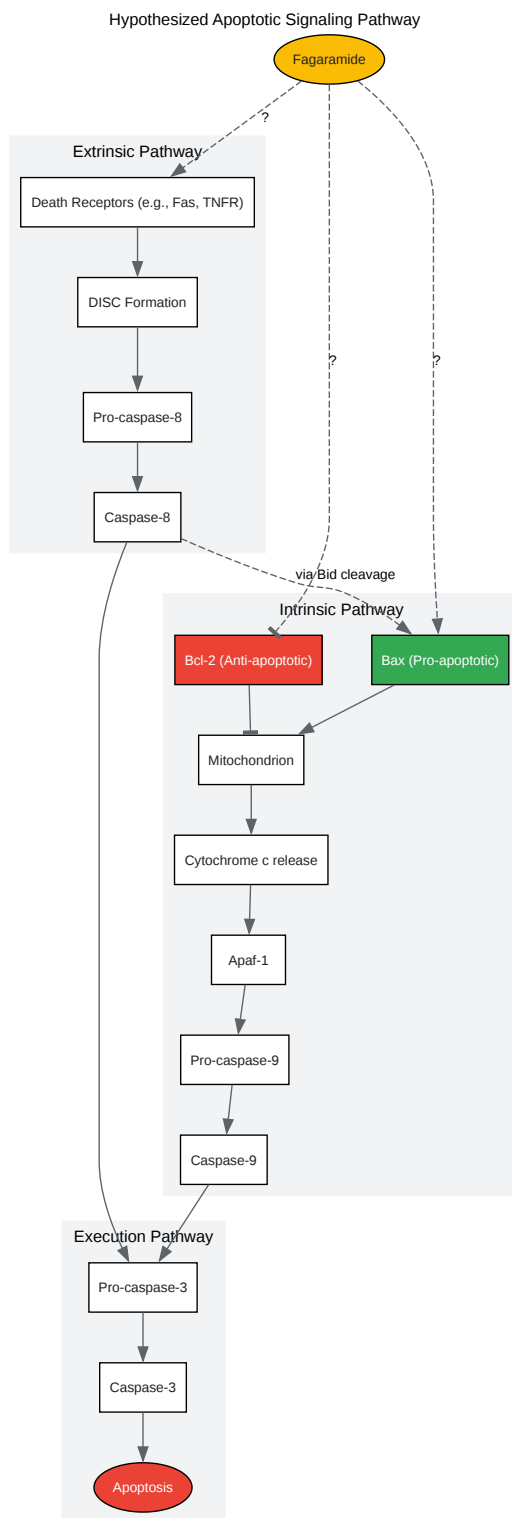 Hypothesized Apoptotic Signaling Pathway
Fagaramide
?
Extrinsic Pathway
Death Receptors (e.g., Fas, TNFR)
DISC Formation
?
?
Pro-caspase-8
Caspase-8
via Bid cleavage
Intrinsic Pathway
Bcl-2 (Anti-apoptotic)
Bax (Pro-apoptotic)
Mitochondrion
Cytochrome c release
Apaf-1
Pro-caspase-9
Caspase-9
Execution Pathway
Pro-caspase-3
Caspase-3
Apoptosis